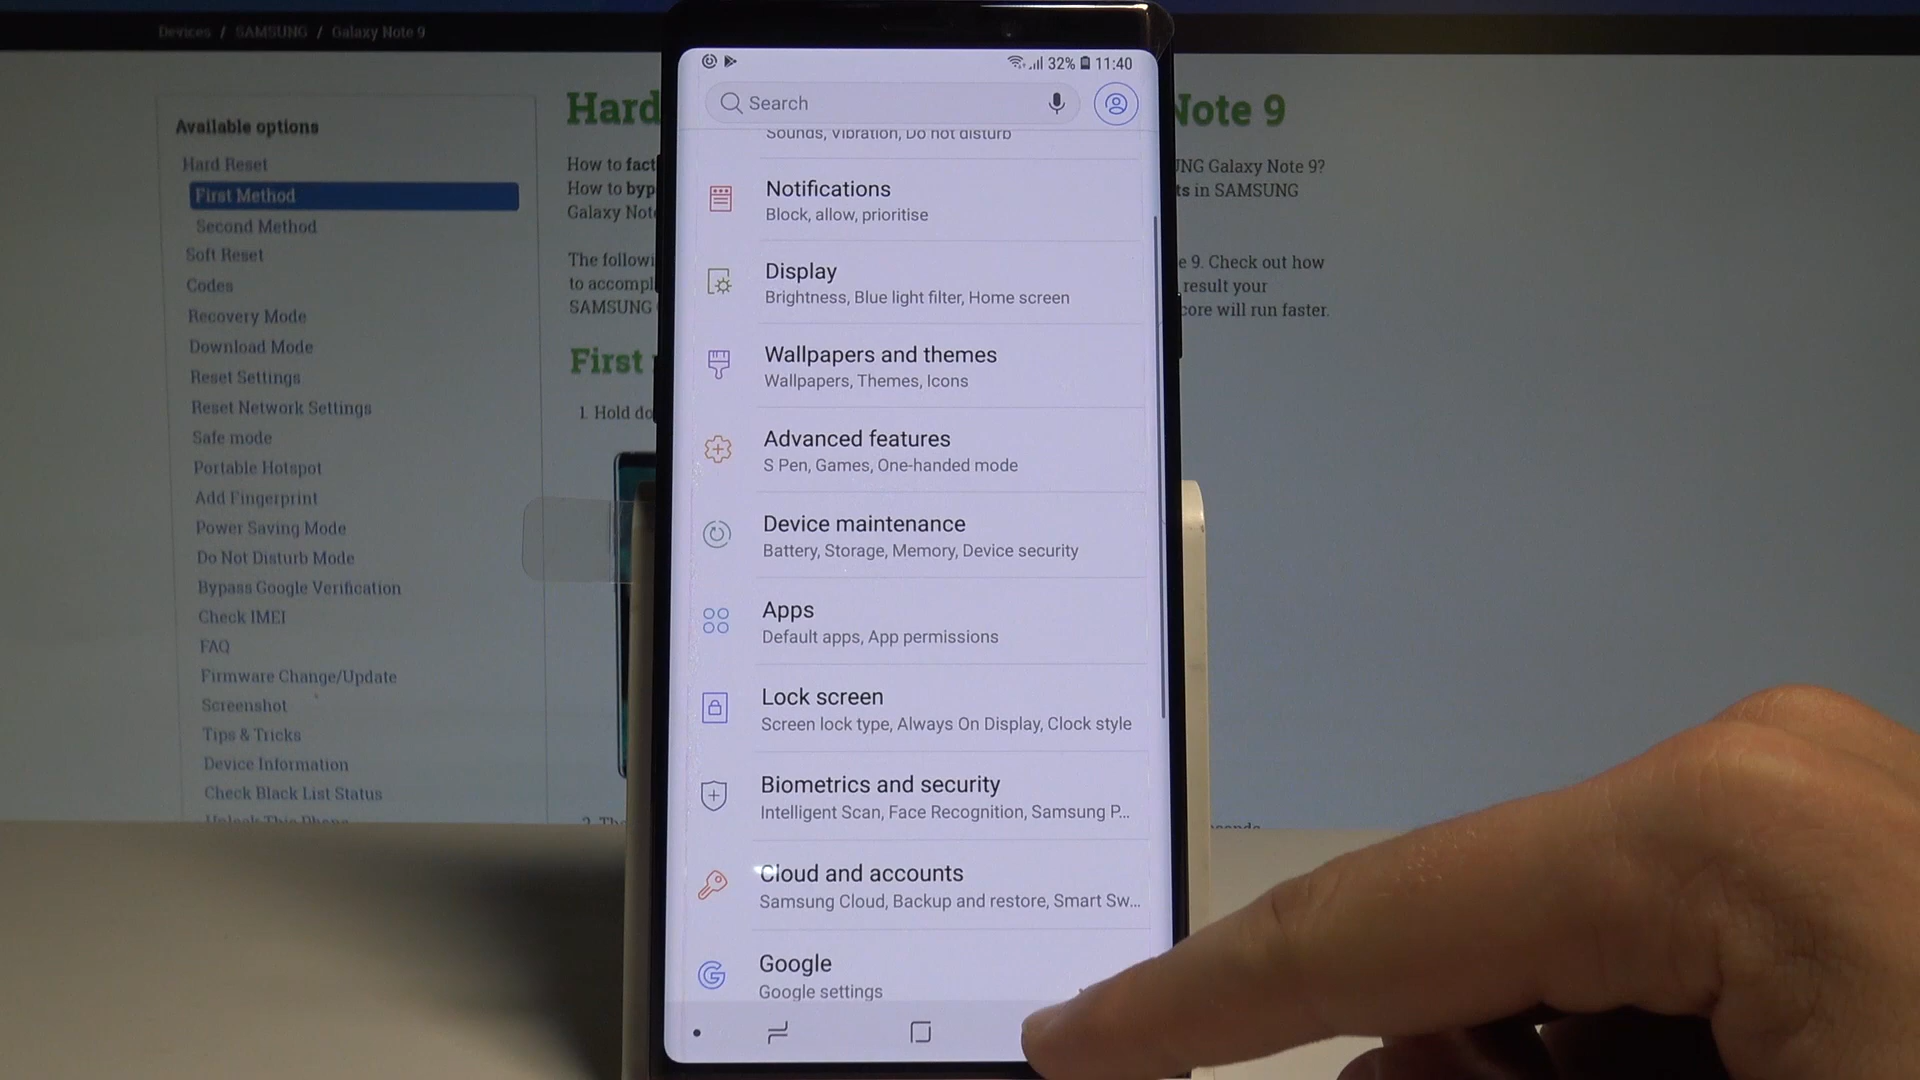 Devices / SAMSUNG / Galaxy Note 9
Available options
Hard Reset
First Method
Second Method
Soft Reset
Codes
Recovery Mode
Download Mode
Reset Settings
Reset Network Settings
Safe mode
Portable Hotspot
Add Fingerprint
Power Saving Mode
Do Not Disturb Mode
Bypass Google Verification
Check IMEI
FAQ
Firmware Change/Update
Screenshot
Tips & Tricks
Device Information
Check Black List Status
Unlock This Phone
Hard
Note 9
How to
NG Galaxy Note 9?
How to
in SAMSUNG
Galaxy
The
e 9. Check out how
to
result your
SAMSUNG
core will run faster.
First
1. Hold
32% 11:40
Search
Sounds, Vibration, Do not disturb
Notifications
Block, allow, prioritise
Display
Brightness, Blue light filter, Home screen
Wallpapers and themes
Wallpapers, Themes, Icons
Advanced features
S Pen, Games, One-handed mode
Device maintenance
Battery, Storage, Memory, Device security
Apps
Default apps, App permissions
Lock screen
Screen lock type, Always On Display, Clock style
Biometrics and security
Intelligent Scan, Face Recognition, Samsung P...
Cloud and accounts
Samsung Cloud, Backup and restore, Smart Sw...
Google
Google settings